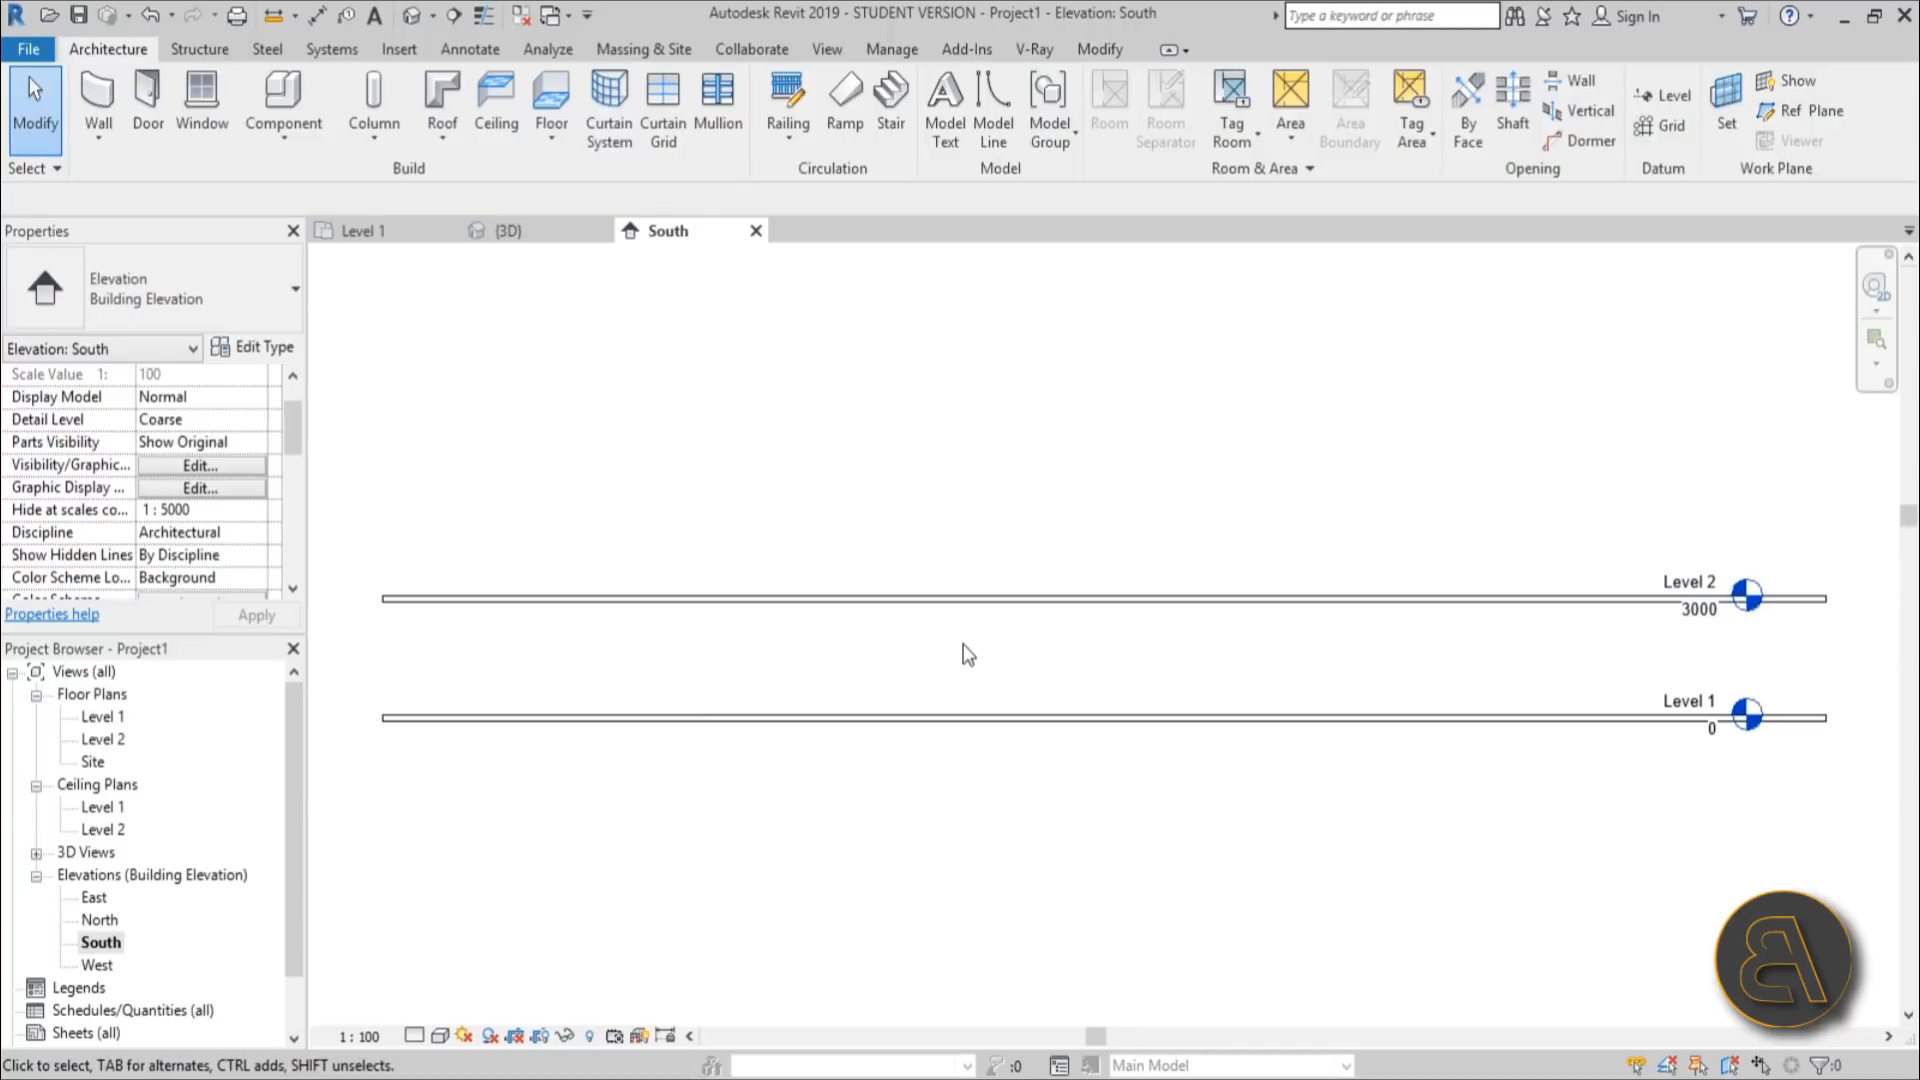 Autodesk Revit 2019 - STUDENT VERSION - Project1 - Elevation: South
Type a keyword or phrase
Sign In
File Architecture Structure Steel Systems Insert Annotate Analyze Massing & Site Collaborate View Manage Add-Ins V-Ray Modify
Modify
Wall
Door
Window
Component
Column
Roof
Ceiling
Floor
Curtain System
Curtain Grid
Mullion
Railing
Ramp
Stair
Model Text
Model Line
Model Group
Room
Room Separator
Tag Room
Area
Area Boundary
Tag Area
By Face
Shaft
Wall
Vertical
Dormer
Level
Grid
Set
Show
Ref Plane
Viewer
Select
Build
Circulation
Model
Room & Area
Opening
Datum
Work Plane
Properties
Level 1
{3D}
South
Elevation
Building Elevation
Elevation: South
Edit Type
Scale Value 1: 100
Display Model Normal
Detail Level Coarse
Parts Visibility Show Original
Visibility/Graphic... Edit...
Graphic Display ... Edit...
Hide at scales co... 1 : 5000
Discipline Architectural
Show Hidden Lines By Discipline
Color Scheme Lo... Background
Properties help
Apply
Project Browser - Project1
Views (all)
Floor Plans
Level 1
Level 2
Site
Ceiling Plans
Level 1
Level 2
3D Views
Elevations (Building Elevation)
East
North
South
West
Legends
Schedules/Quantities (all)
Sheets (all)
2D
Level 2
3000
Level 1
0
1 : 100
Click to select, TAB for alternates, CTRL adds, SHIFT unselects.
:0
Main Model
:0